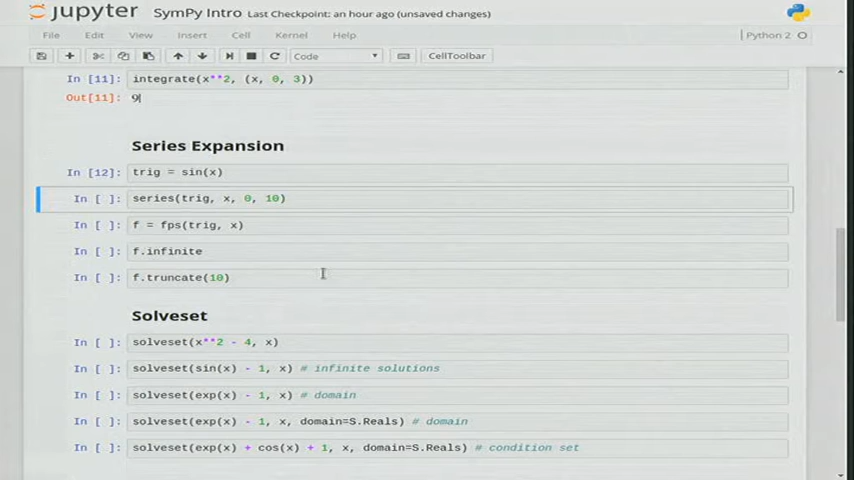 jupyter SymPy Intro Last Checkpoint: an hour ago (unsaved changes)
File Edit View Insert Cell Kernel Help Python 2
Code CellToolbar
In [11]: integrate(x**2, (x, 0, 3))
Out[11]: 9
Series Expansion
In [12]: trig = sin(x)
In [ ]: series(trig, x, 0, 10)
In [ ]: f = fps(trig, x)
In [ ]: f.infinite
In [ ]: f.truncate(10)
Solveset
In [ ]: solveset(x**2 - 4, x)
In [ ]: solveset(sin(x) - 1, x) # infinite solutions
In [ ]: solveset(exp(x) - 1, x) # domain
In [ ]: solveset(exp(x) - 1, x, domain=S.Reals) # domain
In [ ]: solveset(exp(x) + cos(x) + 1, x, domain=S.Reals) # condition set